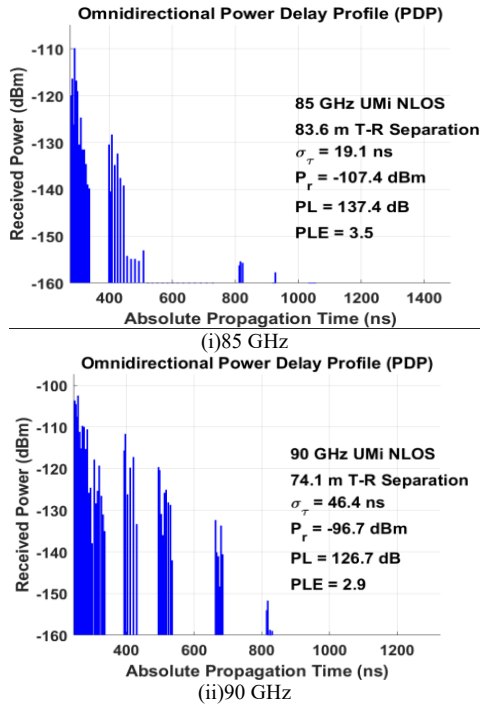 Omnidirectional Power Delay Profile (PDP)
-110
-120
-130
-140
-150
-160
Received Power (dBm)
85 GHz UMi NLOS
83.6 m T-R Separation
σ_τ = 19.1 ns
P_r = -107.4 dBm
PL = 137.4 dB
PLE = 3.5
400 600 800 1000 1200 1400
Absolute Propagation Time (ns)
(i)85 GHz
Omnidirectional Power Delay Profile (PDP)
-100
-110
-120
-130
-140
-150
-160
Received Power (dBm)
90 GHz UMi NLOS
74.1 m T-R Separation
σ_τ = 46.4 ns
P_r = -96.7 dBm
PL = 126.7 dB
PLE = 2.9
400 600 800 1000 1200
Absolute Propagation Time (ns)
(ii)90 GHz